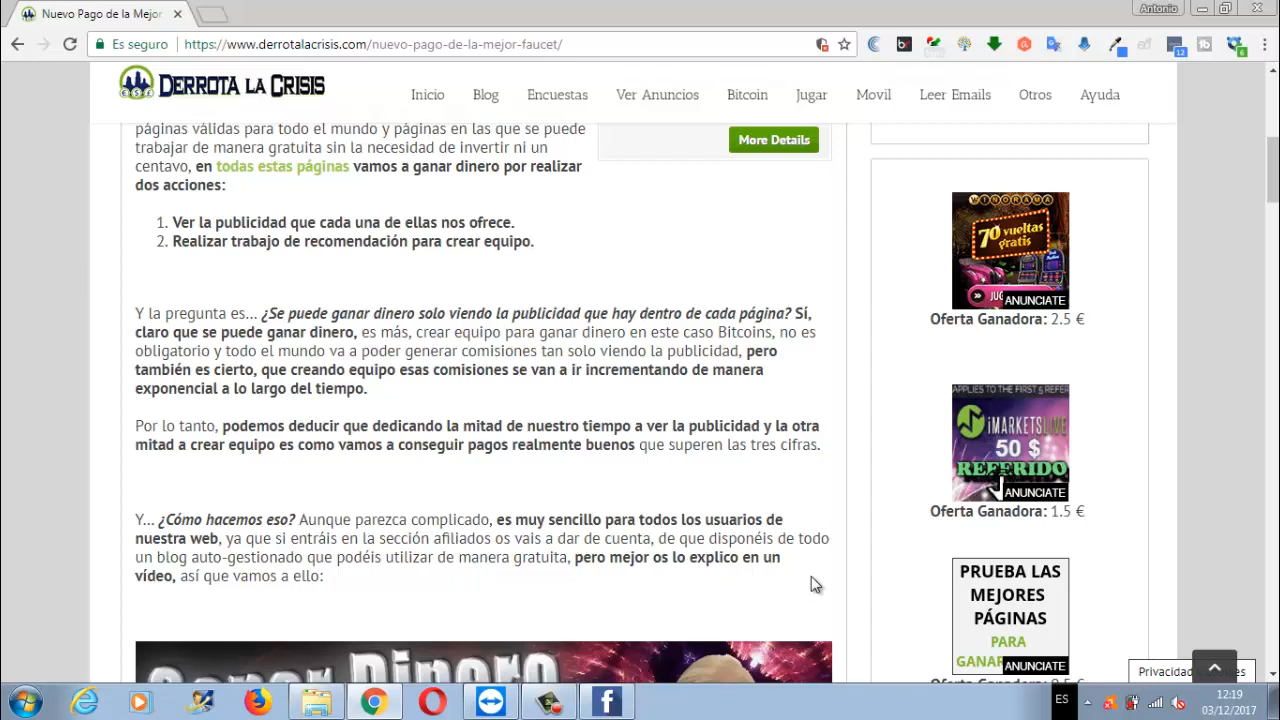 Nuevo Pago de la Mejor
Antonio
Es seguro
https://www.derrotalacrisis.com/nuevo-pago-de-la-mejor-faucet/
12
6
DERROTA LA CRISIS
Inicio
Blog
Encuestas
Ver Anuncios
Bitcoin
Jugar
Movil
Leer Emails
Otros
Ayuda
páginas válidas para todo el mundo y páginas en las que se puede
trabajar de manera gratuita sin la necesidad de invertir ni un
centavo, en todas estas páginas vamos a ganar dinero por realizar
dos acciones:
More Details
1. Ver la publicidad que cada una de ellas nos ofrece.
2. Realizar trabajo de recomendación para crear equipo.
Y la pregunta es... ¿Se puede ganar dinero solo viendo la publicidad que hay dentro de cada página? Sí,
claro que se puede ganar dinero, es más, crear equipo para ganar dinero en este caso Bitcoins, no es
obligatorio y todo el mundo va a poder generar comisiones tan solo viendo la publicidad, pero
también es cierto, que creando equipo esas comisiones se van a ir incrementando de manera
exponencial a lo largo del tiempo.
Por lo tanto, podemos deducir que dedicando la mitad de nuestro tiempo a ver la publicidad y la otra
mitad a crear equipo es como vamos a conseguir pagos realmente buenos que superen las tres cifras.
Y... ¿Cómo hacemos eso? Aunque parezca complicado, es muy sencillo para todos los usuarios de
nuestra web, ya que si entráis en la sección afiliados os vais a dar de cuenta, de que disponéis de todo
un blog auto-gestionado que podéis utilizar de manera gratuita, pero mejor os lo explico en un
vídeo, así que vamos a ello:
WINORAMA
70 vueltas
gratis
JUG
ANUNCIATE
Oferta Ganadora: 2.5 €
APPLIES TO THE FIRST 5 REFER
iMARKETSLIVE
50 $
REFERIDO
ANUNCIATE
Oferta Ganadora: 1.5 €
PRUEBA LAS
MEJORES
PÁGINAS
PARA
GANAR
ANUNCIATE
ES
12:19
03/12/2017